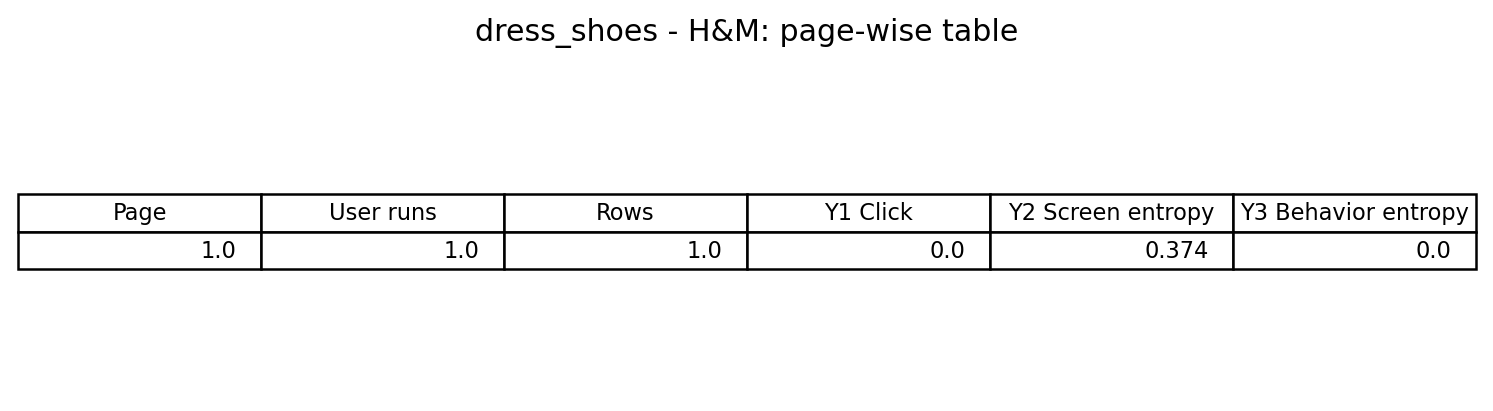 dress_shoes - H&M: page-wise table
Page User runs Rows Y1 Click Y2 Screen entropy Y3 Behavior entropy
1.0 1.0 1.0 0.0 0.374 0.0